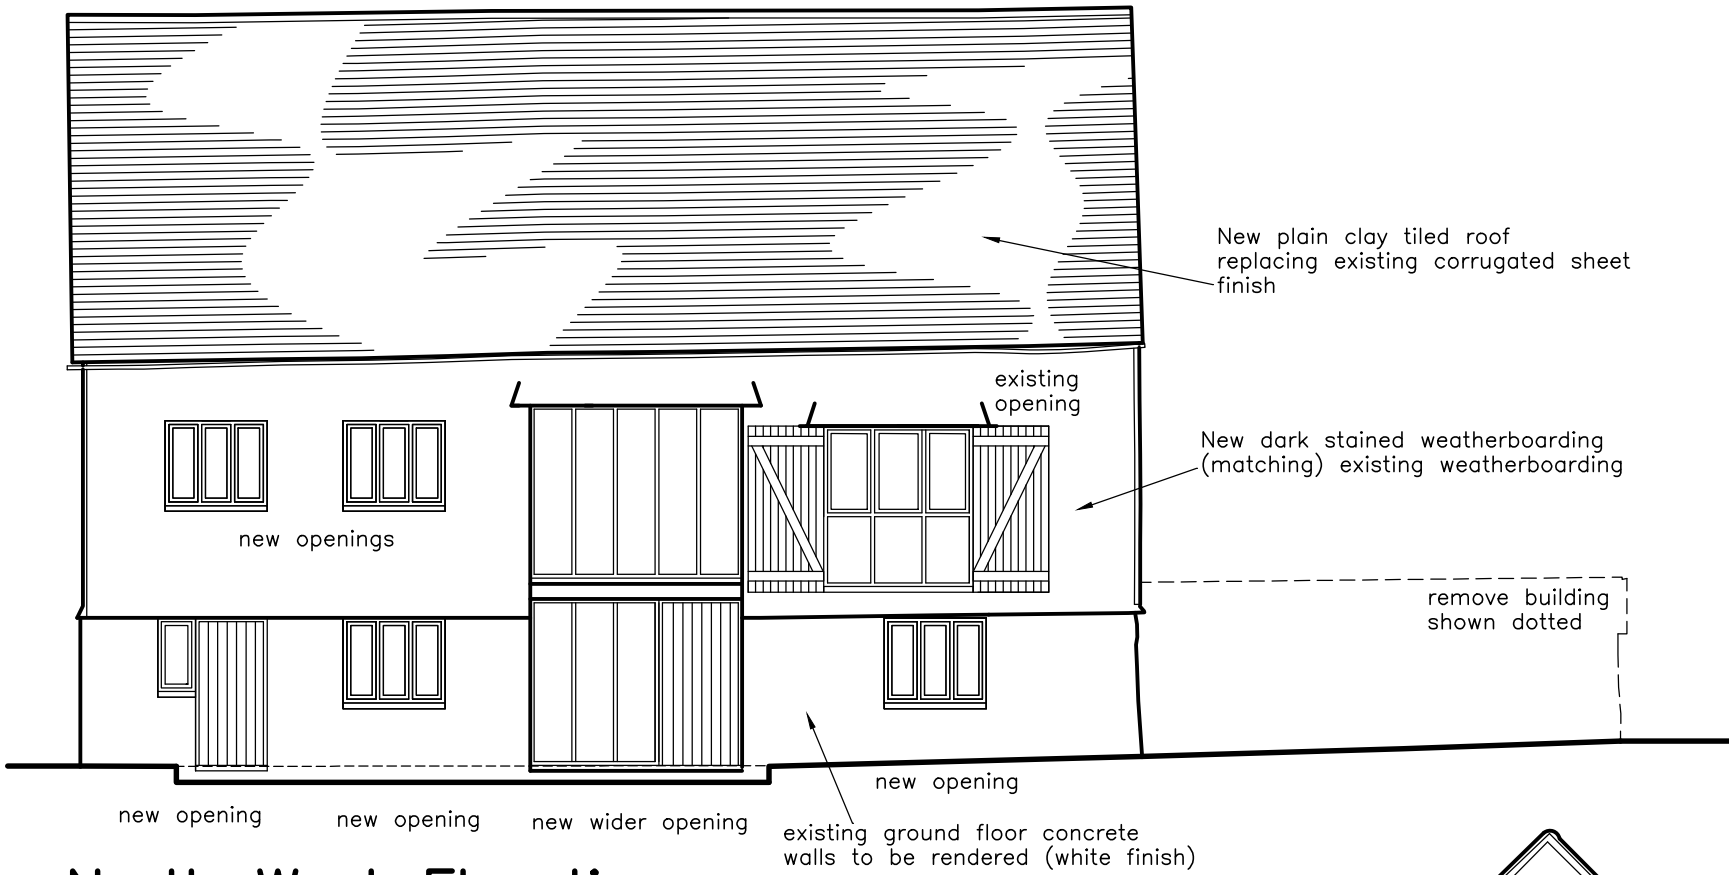 New plain clay tiled roof
replacing existing corrugated sheet
finish
existing
opening
New dark stained weatherboarding
(matching) existing weatherboarding
new openings
remove building
shown dotted
new opening
new opening
new opening
new wider opening
existing ground floor concrete
walls to be rendered (white finish)